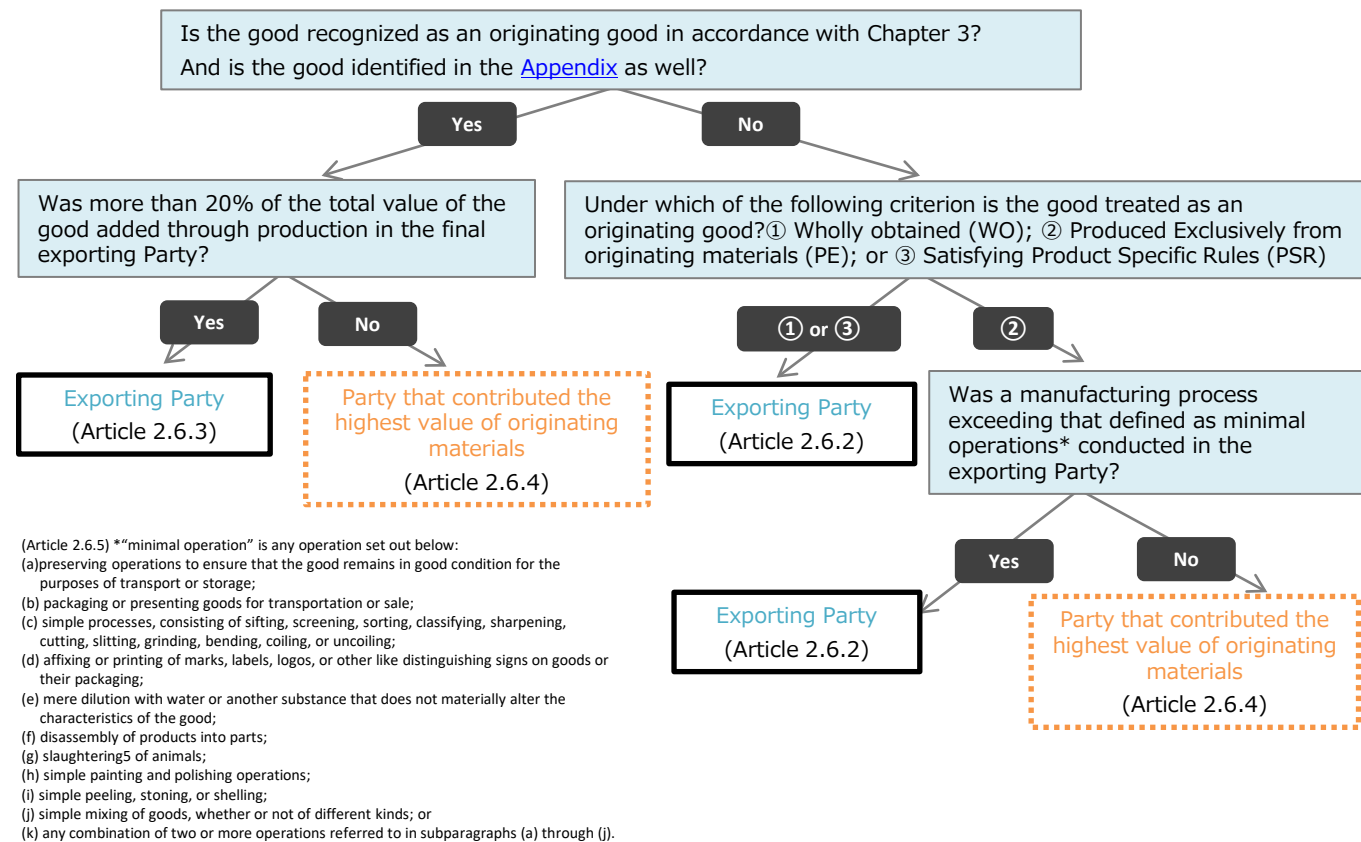 Is the good recognized as an originating good in accordance with Chapter 3?
And is the good identified in the Appendix as well?
Yes
No
Was more than 20% of the total value of the
good added through production in the final
exporting Party?
Under which of the following criterion is the good treated as an
originating good?① Wholly obtained (WO); ② Produced Exclusively from
originating materials (PE); or ③ Satisfying Product Specific Rules (PSR)
Yes
No
① or ③
②
Exporting Party
(Article 2.6.3)
Party that contributed the
highest value of originating
materials
(Article 2.6.4)
Exporting Party
(Article 2.6.2)
Was a manufacturing process
exceeding that defined as minimal
operations* conducted in the
exporting Party?
Yes
No
Exporting Party
(Article 2.6.2)
Party that contributed the
highest value of originating
materials
(Article 2.6.4)
(Article 2.6.5) *“minimal operation” is any operation set out below:
(a)preserving operations to ensure that the good remains in good condition for the
purposes of transport or storage;
(b) packaging or presenting goods for transportation or sale;
(c) simple processes, consisting of sifting, screening, sorting, classifying, sharpening,
cutting, slitting, grinding, bending, coiling, or uncoiling;
(d) affixing or printing of marks, labels, logos, or other like distinguishing signs on goods or
their packaging;
(e) mere dilution with water or another substance that does not materially alter the
characteristics of the good;
(f) disassembly of products into parts;
(g) slaughtering5 of animals;
(h) simple painting and polishing operations;
(i) simple peeling, stoning, or shelling;
(j) simple mixing of goods, whether or not of different kinds; or
(k) any combination of two or more operations referred to in subparagraphs (a) through (j).